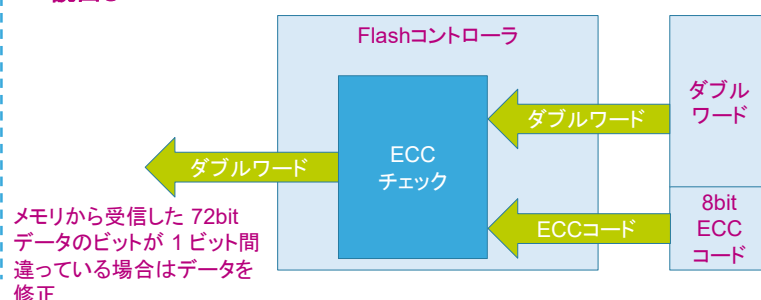 Flashコントローラ
ダブル
ワード
ダブルワード
ECC
チェック
ダブルワード
8bit
ECC
コード
ECCコード
メモリから受信した 72bit
データのビットが 1 ビット間
違っている場合はデータを
修正